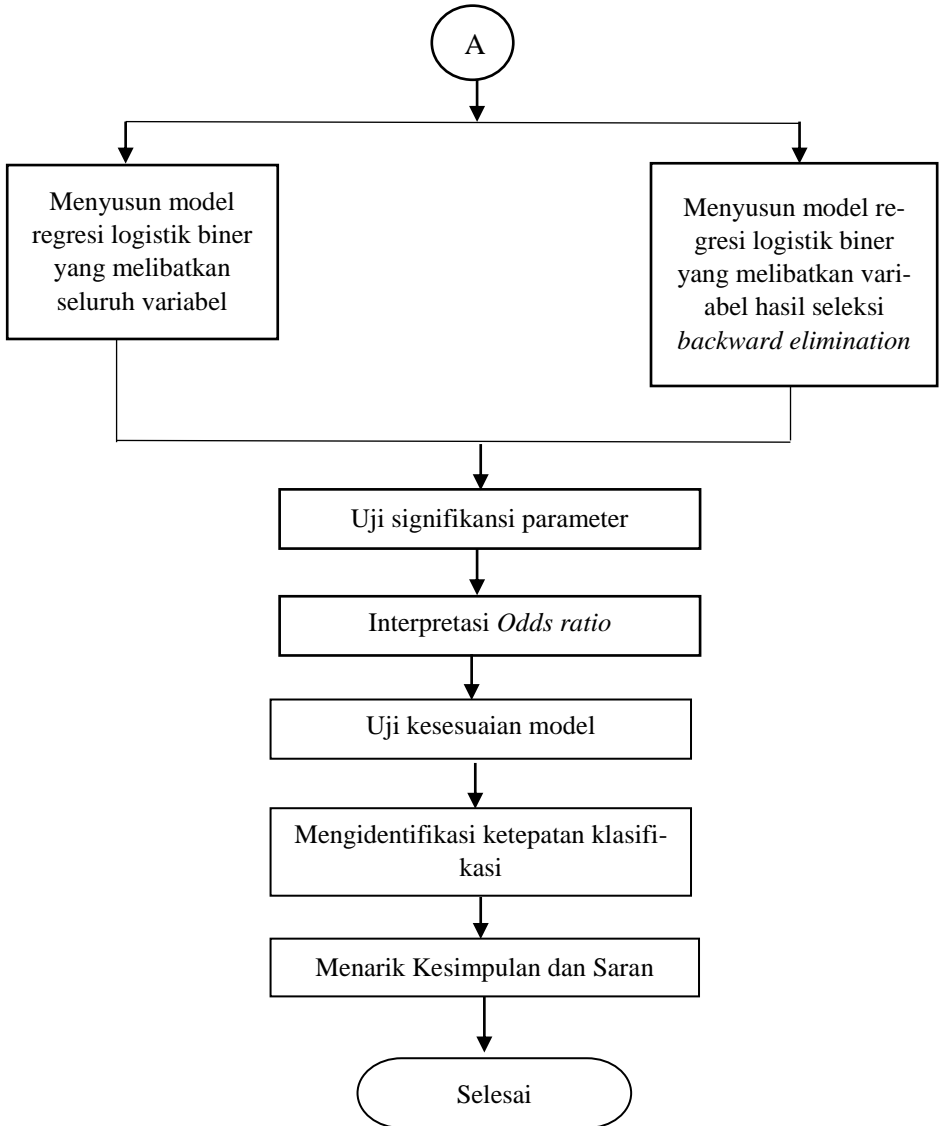 A
Menyusun model
regresi logistik biner
yang melibatkan
seluruh variabel
Menyusun model re-
gresi logistik biner
yang melibatkan vari-
abel hasil seleksi
backward elimination
Uji signifikansi parameter
Interpretasi Odds ratio
Uji kesesuaian model
Mengidentifikasi ketepatan klasifi-
kasi
Menarik Kesimpulan dan Saran
Selesai